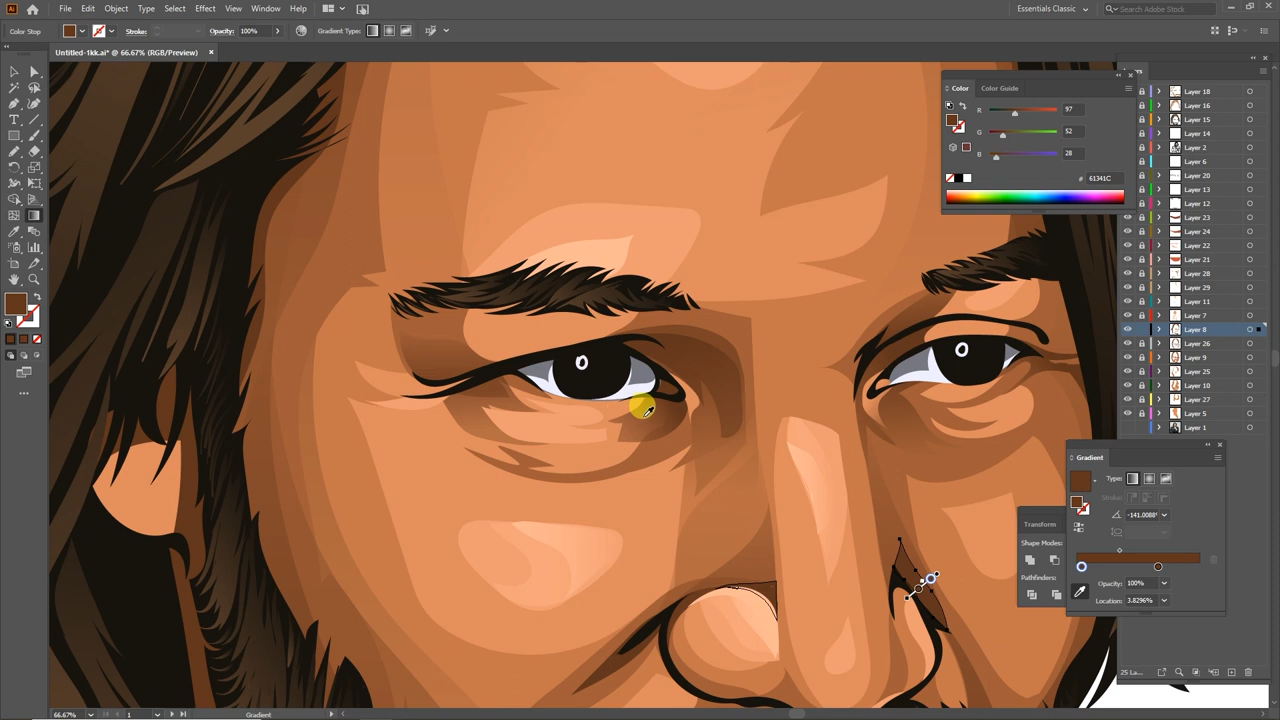 Ai File Edit Object Type Select Effect View Window Help
Essentials Classic
Search Adobe Stock
Color Stop
Stroke:
Opacity: 100%
Gradient Type:
Untitled-1kk.ai* @ 66.67% (RGB/Preview)
Color Color Guide
R 97
G 52
B 28
# 61341C
Layer 18
Layer 16
Layer 15
Layer 14
Layer 2
Layer 6
Layer 20
Layer 13
Layer 12
Layer 23
Layer 24
Layer 22
Layer 21
Layer 28
Layer 29
Layer 11
Layer 7
Layer 8
Layer 26
Layer 9
Layer 25
Layer 10
Layer 27
Layer 5
Layer 1
Gradient
Type:
Stroke:
-141.0088°
Opacity: 100%
Location: 3.8296%
Transform
Shape Modes:
Pathfinders:
25 La...
66.67%
1
Gradient